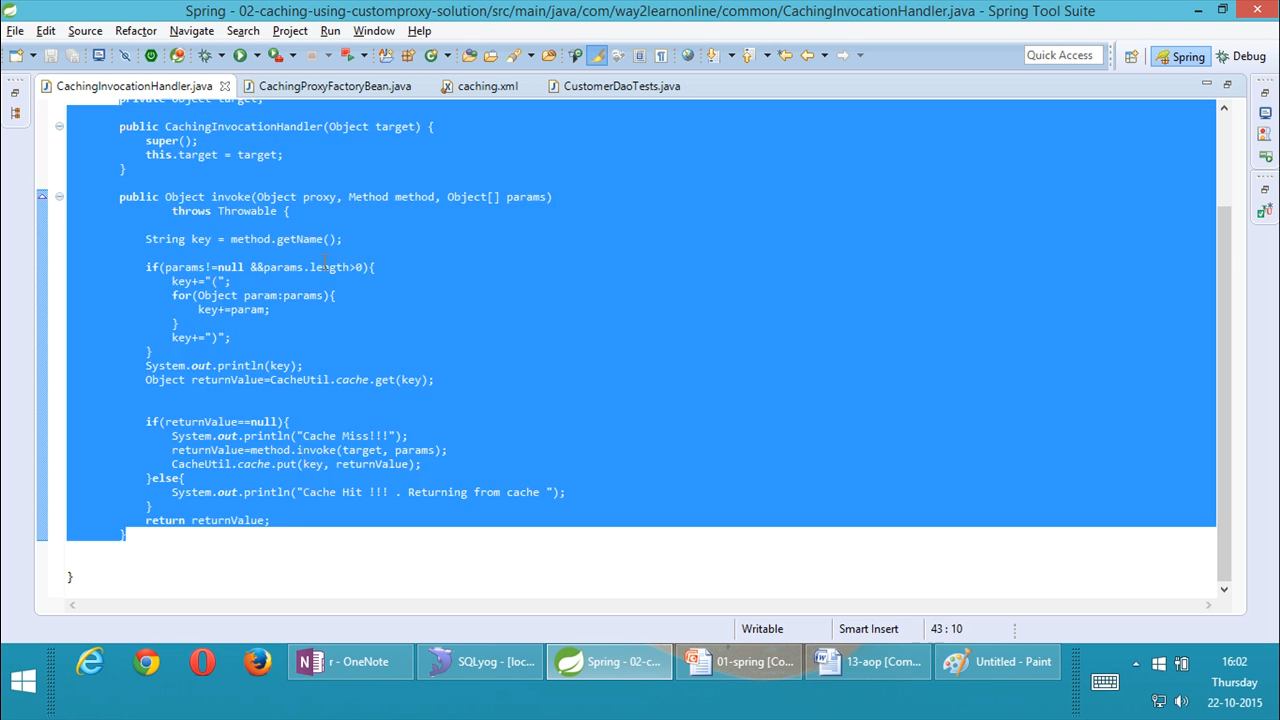 Spring - 02-caching-using-customproxy-solution/src/main/java/com/way2learnonline/common/CachingInvocationHandler.java - Spring Tool Suite
File Edit Source Refactor Navigate Search Project Run Window Help
Quick Access
Spring
Debug
CachingInvocationHandler.java
CachingProxyFactoryBean.java
caching.xml
CustomerDaoTests.java
private Object target;
public CachingInvocationHandler(Object target) {
super();
this.target = target;
}
public Object invoke(Object proxy, Method method, Object[] params)
throws Throwable {
String key = method.getName();
if(params!=null &&params.length>0){
key+="(";
for(Object param:params){
key+=param;
}
key+=")";
}
System.out.println(key);
Object returnValue=CacheUtil.cache.get(key);
if(returnValue==null){
System.out.println("Cache Miss!!!");
returnValue=method.invoke(target, params);
CacheUtil.cache.put(key, returnValue);
}else{
System.out.println("Cache Hit !!! . Returning from cache ");
}
return returnValue;
}
}
Writable
Smart Insert
43 : 10
r - OneNote
SQLyog - [loc...
Spring - 02-c...
01-spring [Co...
13-aop [Com...
Untitled - Paint
16:02
Thursday
22-10-2015